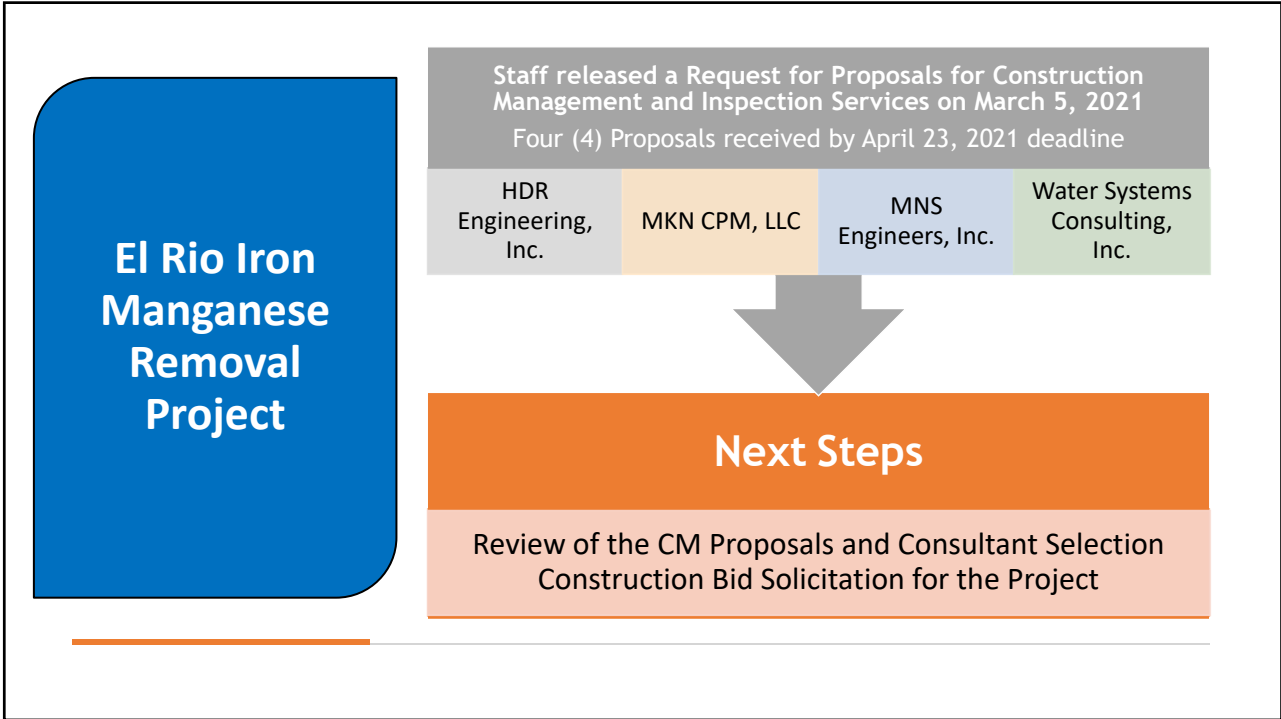 El Rio Iron
Manganese
Removal
Project
Staff released a Request for Proposals for Construction
Management and Inspection Services on March 5, 2021
Four (4) Proposals received by April 23, 2021 deadline
HDR
Engineering,
Inc.
MKN CPM, LLC
MNS
Engineers, Inc.
Water Systems
Consulting,
Inc.
Next Steps
Review of the CM Proposals and Consultant Selection
Construction Bid Solicitation for the Project